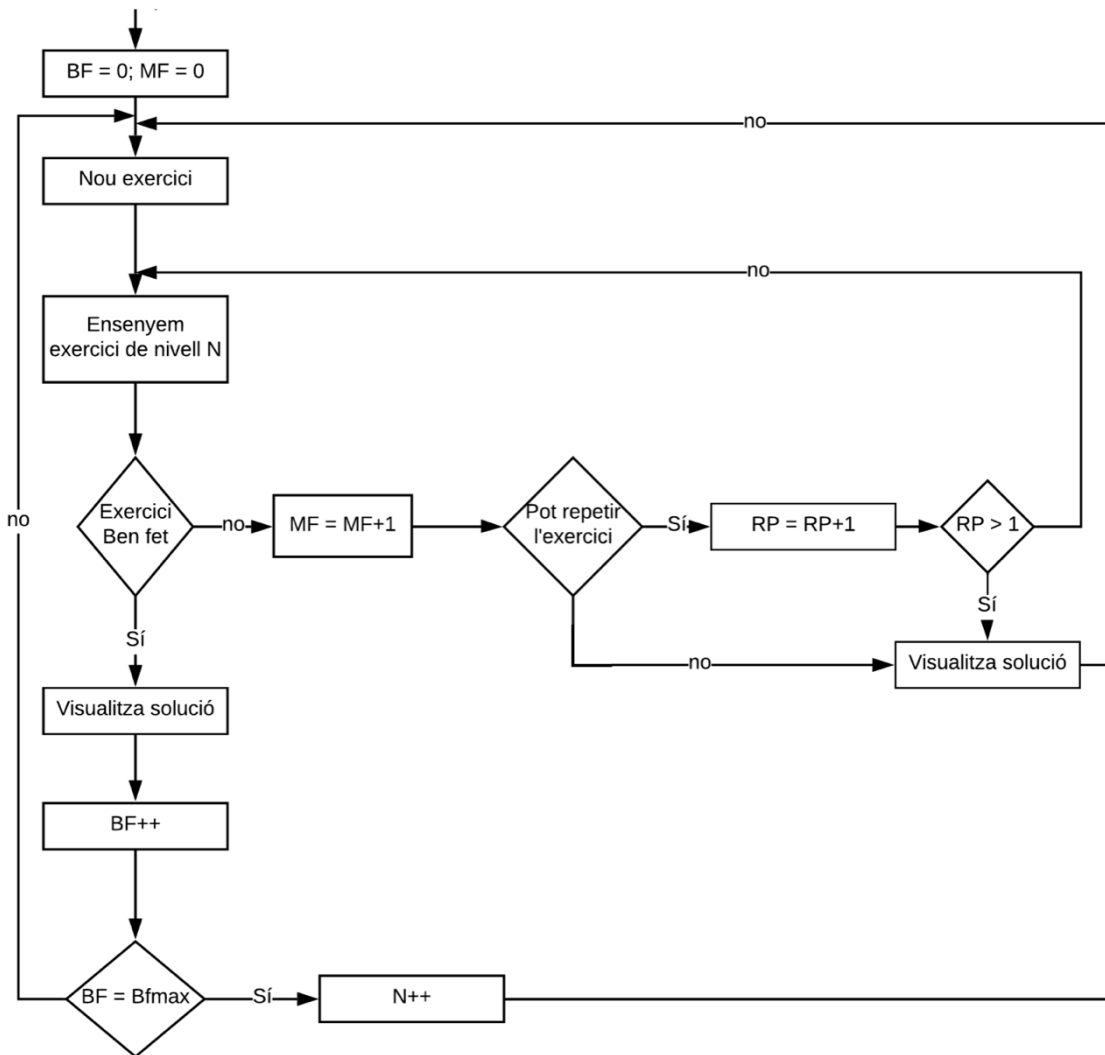 BF = 0; MF = 0
no
Nou exercici
no
Ensenyem
exercici de nivell N
no
Exercici
Ben fet
no
MF = MF+1
Pot repetir
l'exercici
Sí
RP = RP+1
RP > 1
Sí
Sí
no
Visualitza solució
Visualitza solució
BF++
BF = Bfmax
Sí
N++